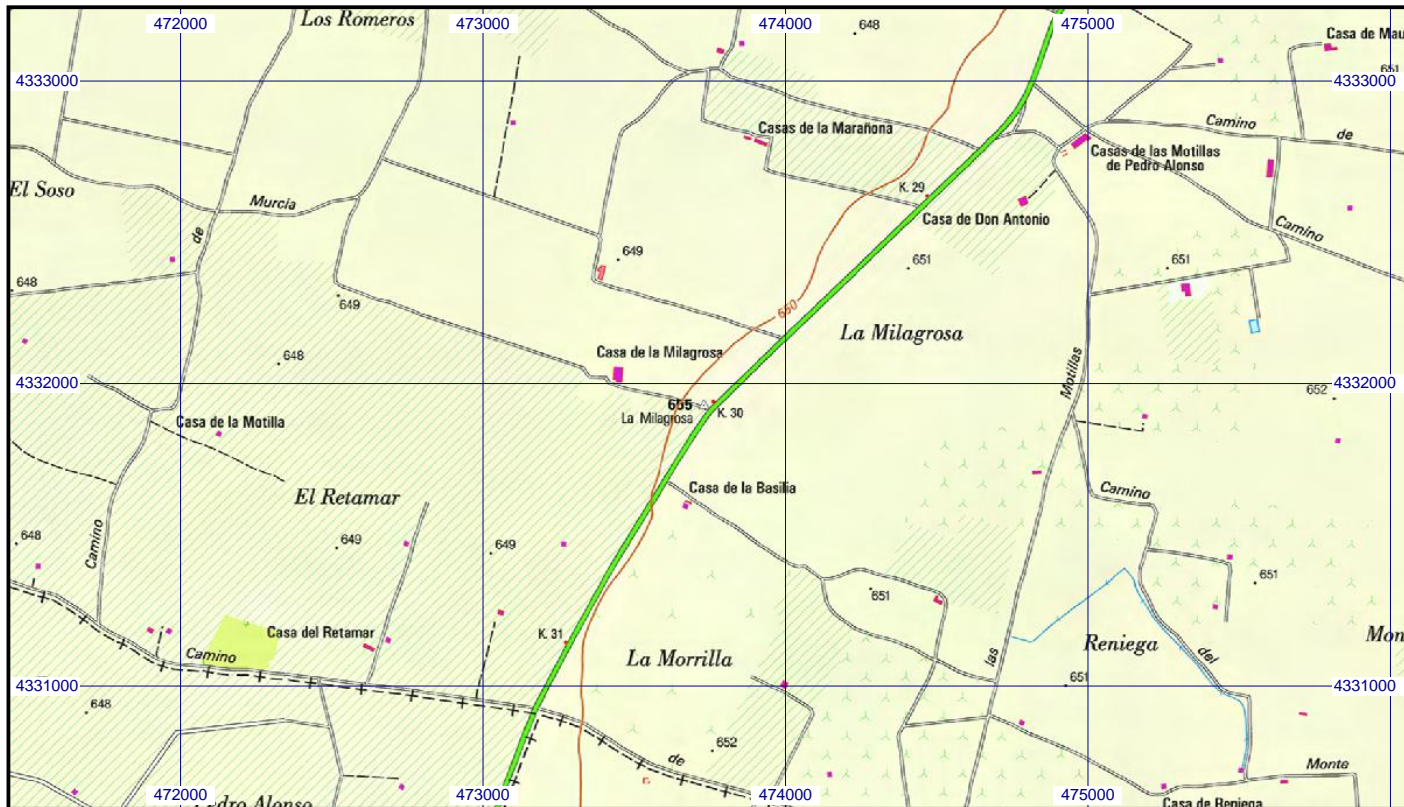 472000
473000
474000
475000
Los Romeros
648
Casa de Mau
651
4333000
4333000
Casas de la Marañona
Camino
de
Casas de las Motillas
de Pedro Alonso
El Soso
Murcia
de
K. 29
Casa de Don Antonio
Camino
649
651
651
648
649
650
La Milagrosa
648
Casa de la Milagrosa
Motillas
4332000
4332000
652
655
La Milagrosa
K. 30
Casa de la Motilla
El Retamar
Casa de la Basilia
Camino
Camino
648
649
649
651
651
K. 31
Casa del Retamar
Camino
La Morrilla
las
Reniega
del
Mon
4331000
4331000
651
648
652
de
Monte
Casa de Reniega
472000
473000
474000
475000
edro Alonso